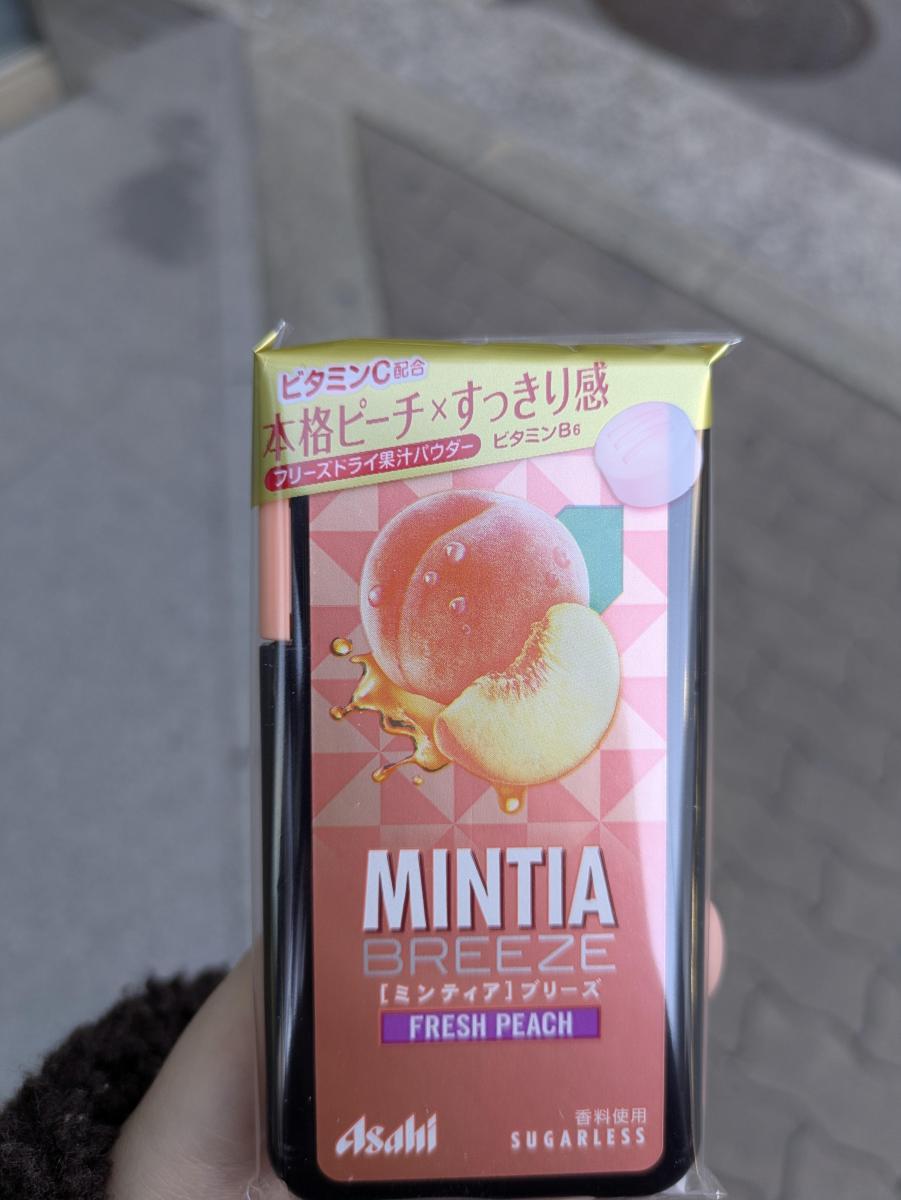 ビタミンC配合
本格ピーチ×すっきり感
フリーズドライ果汁パウダー ビタミンB6
MINTIA
BREEZE
[ミンティア]ブリーズ
FRESH PEACH
香料使用
Asahi SUGARLESS